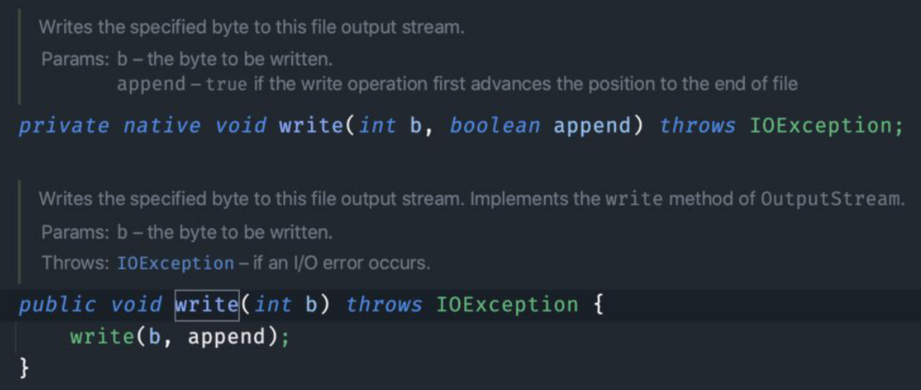 Writes the specified byte to this file output stream.
Params: b – the byte to be written.
append – true if the write operation first advances the position to the end of file
private native void write(int b, boolean append) throws IOException;
Writes the specified byte to this file output stream. Implements the write method of OutputStream.
Params: b – the byte to be written.
Throws: IOException – if an I/O error occurs.
public void write(int b) throws IOException {
write(b, append);
}